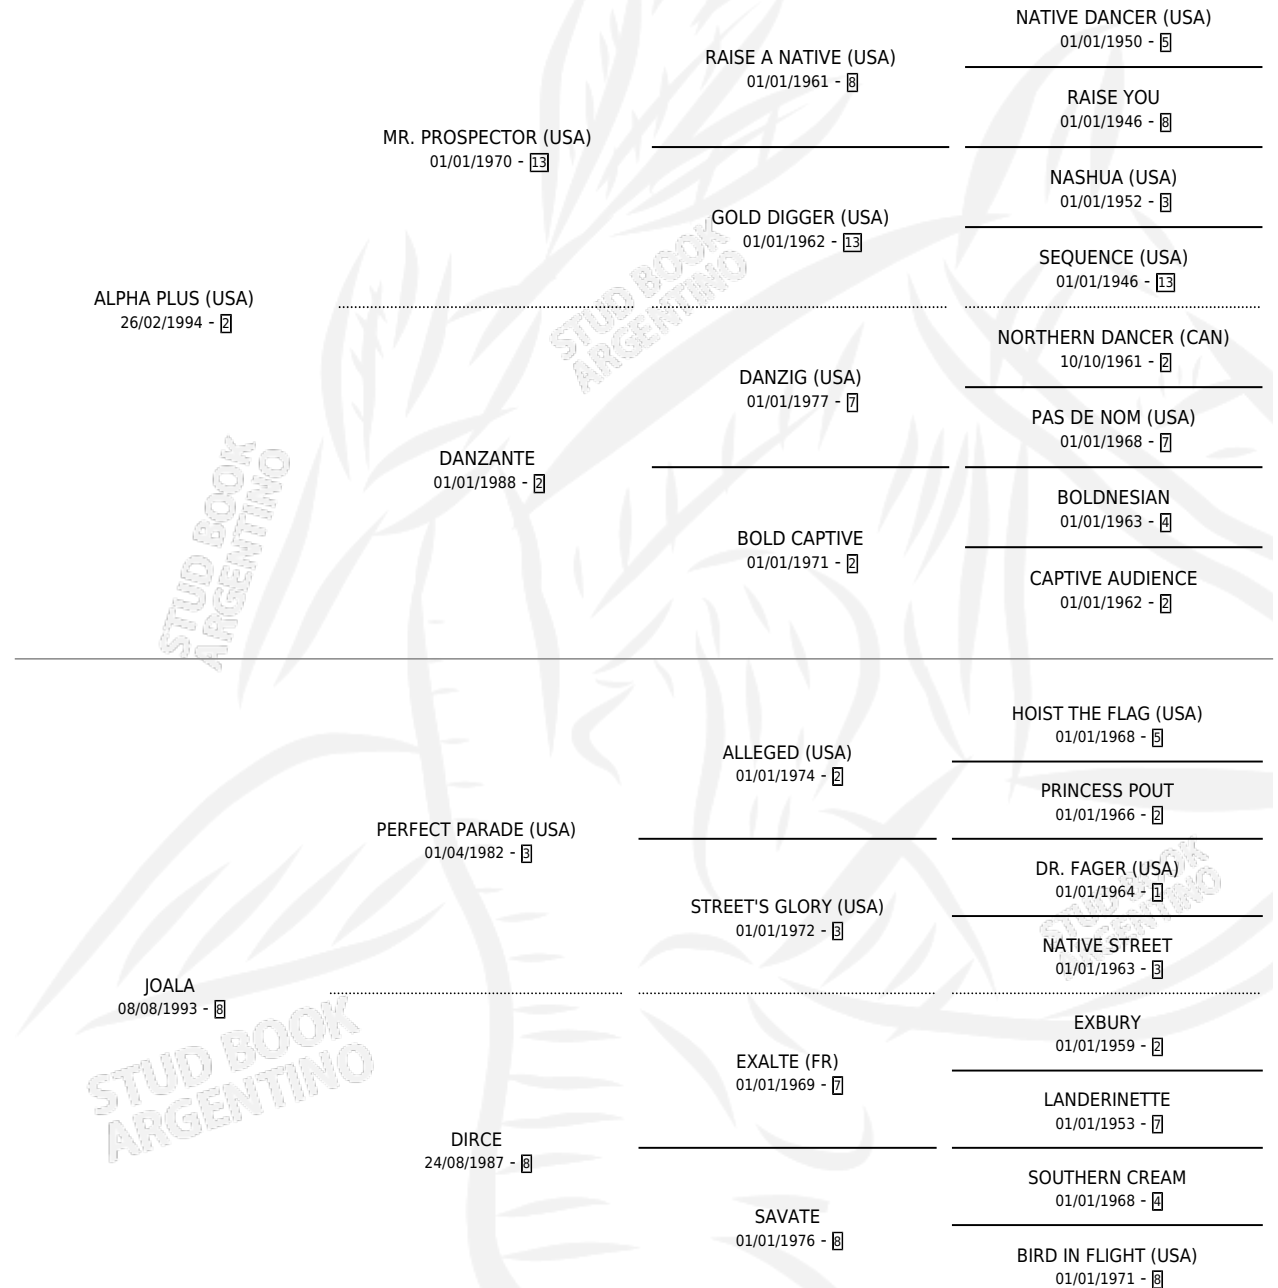 NATIVE DANCER (USA)
01/01/1950 - 5
RAISE A NATIVE (USA)
01/01/1961 - 8
RAISE YOU
01/01/1946 - 8
MR. PROSPECTOR (USA)
01/01/1970 - 13
NASHUA (USA)
01/01/1952 - 3
GOLD DIGGER (USA)
01/01/1962 - 13
SEQUENCE (USA)
01/01/1946 - 13
ALPHA PLUS (USA)
26/02/1994 - 2
STUD BOOK
ARGENTINO
NORTHERN DANCER (CAN)
10/10/1961 - 2
DANZIG (USA)
01/01/1977 - 7
PAS DE NOM (USA)
01/01/1968 - 7
DANZANTE
01/01/1988 - 2
BOLDNESIAN
01/01/1963 - 4
BOLD CAPTIVE
01/01/1971 - 2
CAPTIVE AUDIENCE
01/01/1962 - 2
STUD BOOK
ARGENTINO
HOIST THE FLAG (USA)
01/01/1968 - 5
ALLEGED (USA)
01/01/1974 - 2
PRINCESS POUT
01/01/1966 - 2
PERFECT PARADE (USA)
01/04/1982 - 3
DR. FAGER (USA)
01/01/1964 - 1
STREET'S GLORY (USA)
01/01/1972 - 3
STUD BOOK
ARGENTINO
NATIVE STREET
01/01/1963 - 3
JOALA
08/08/1993 - 8
EXBURY
01/01/1959 - 2
EXALTE (FR)
01/01/1969 - 7
STUD BOOK
ARGENTINO
LANDERINETTE
01/01/1953 - 7
DIRCE
24/08/1987 - 8
SOUTHERN CREAM
01/01/1968 - 4
SAVATE
01/01/1976 - 8
BIRD IN FLIGHT (USA)
01/01/1971 - 8